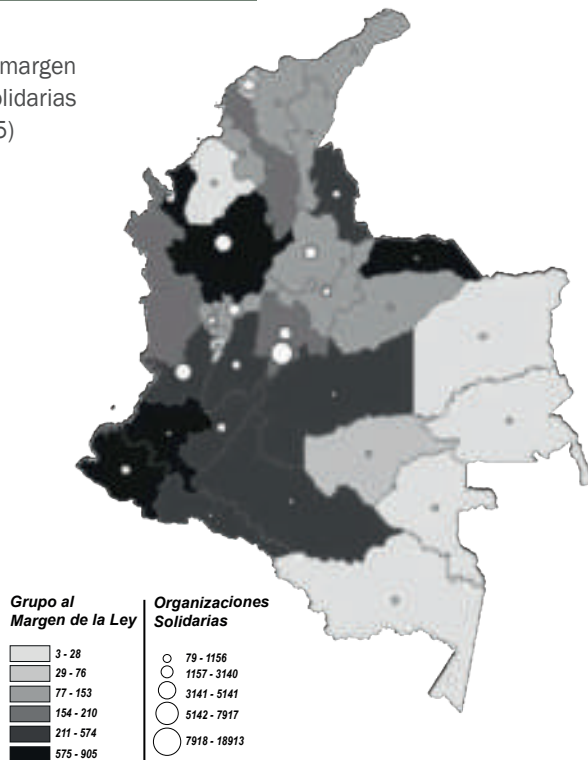 margen
olidarias
5)
Grupo al
Margen de la Ley
3 - 28
29 - 76
77 - 153
154 - 210
211 - 574
575 - 905
Organizaciones
Solidarias
79 - 1156
1157 - 3140
3141 - 5141
5142 - 7917
7918 - 18913